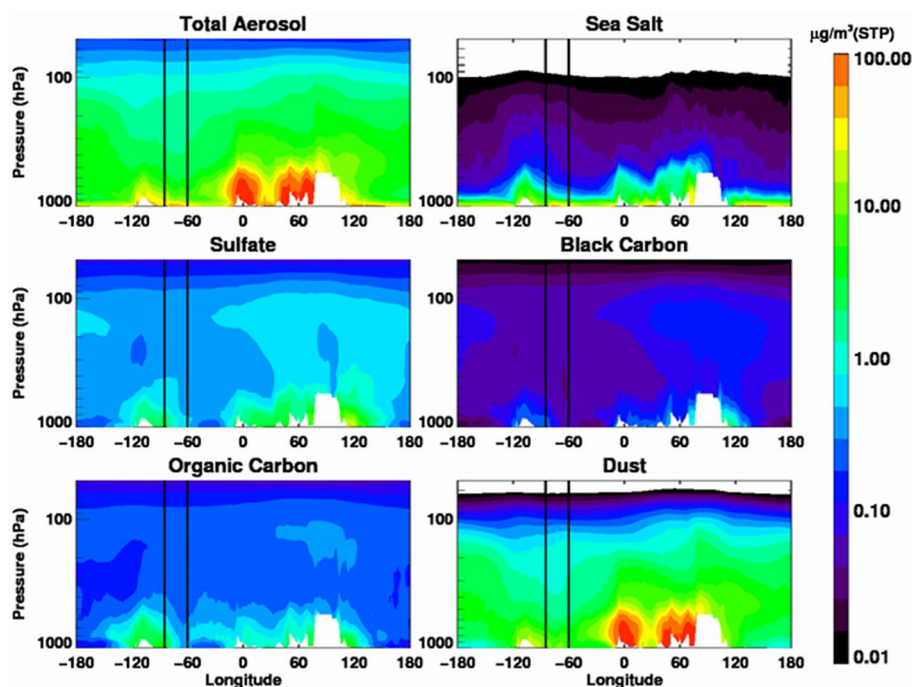 Total Aerosol
Sea Salt
µg/m³(STP)
Pressure (hPa)
100
1000
-180 -120 -60 0 60 120 180
100
1000
-180 -120 -60 0 60 120 180
100.00
10.00
1.00
0.10
0.01
Sulfate
Black Carbon
Pressure (hPa)
100
1000
-180 -120 -60 0 60 120 180
100
1000
-180 -120 -60 0 60 120 180
Organic Carbon
Dust
Pressure (hPa)
100
1000
-180 -120 -60 0 60 120 180
Longitude
100
1000
-180 -120 -60 0 60 120 180
Longitude